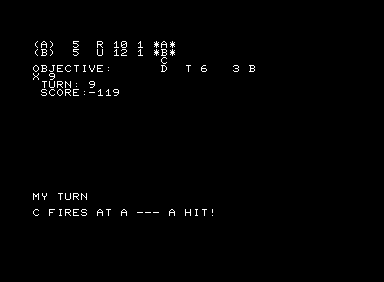 (A) 5 R 10 1 *A*
(B) 5 U 12 1 *B*
C
OBJECTIVE: D T 6 3 B
X 9
TURN: 9
SCORE:-119
MY TURN
C FIRES AT A --- A HIT!